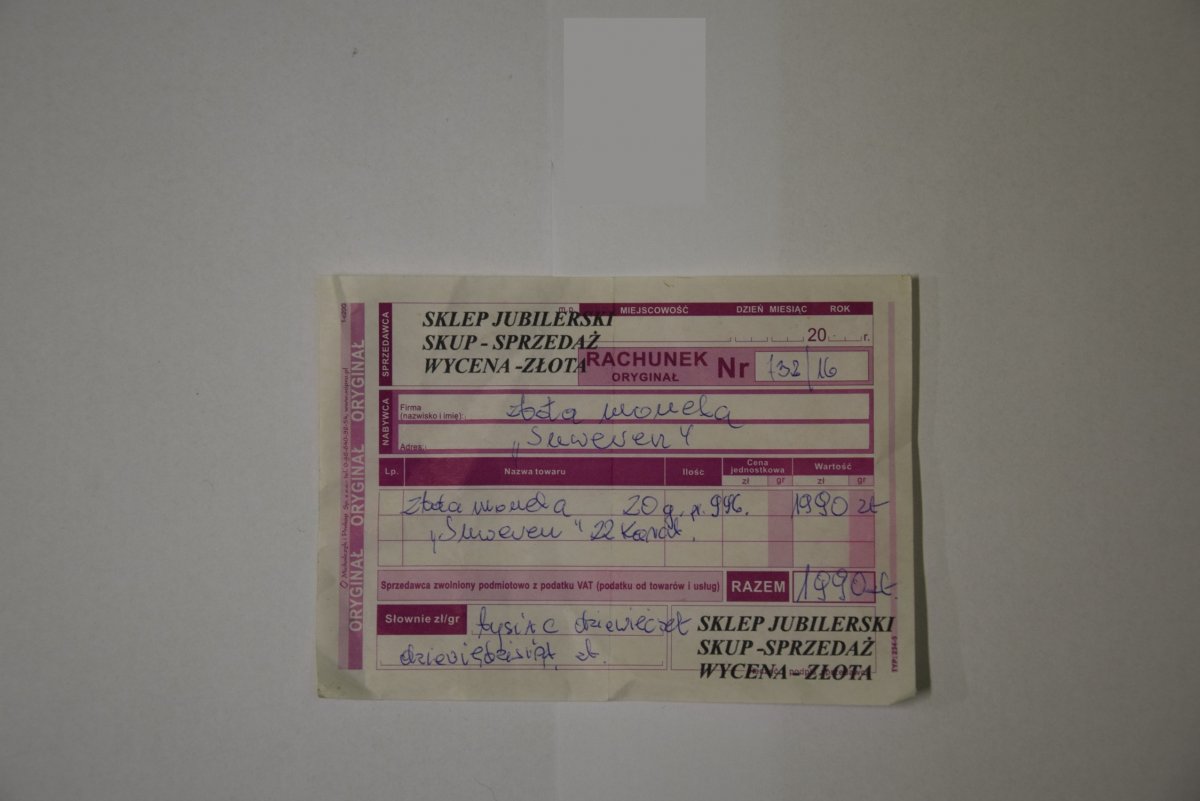 MIEJSCOWOŚĆ DZIEŃ MIESIĄC ROK
SPRZEDAWCA
SKLEP JUBILERSKI
SKUP - SPRZEDAŻ
WYCENA -ZŁOTA
20 r.
RACHUNEK Nr 732/16
ORYGINAŁ
NABYWCA
Firma
(nazwisko i imię): złota moneta
Adres: „Suweren"
Lp. Nazwa towaru Ilość Cena jednostkowa Wartość
zł gr zł gr
złota moneta 20 g. pr. 996. 1990 zł
„Suweren" 22 Karat.
Sprzedawca zwolniony podmiotowo z podatku VAT (podatku od towarów i usług) RAZEM 1990 zł.
Słownie zł/gr tysiąc dziewięćset
dziewięćdziesiąt zł.
SKLEP JUBILERSKI
SKUP -SPRZEDAŻ
WYCENA -ZŁOTA
ORYGINAŁ ORYGINAŁ ORYGINAŁ